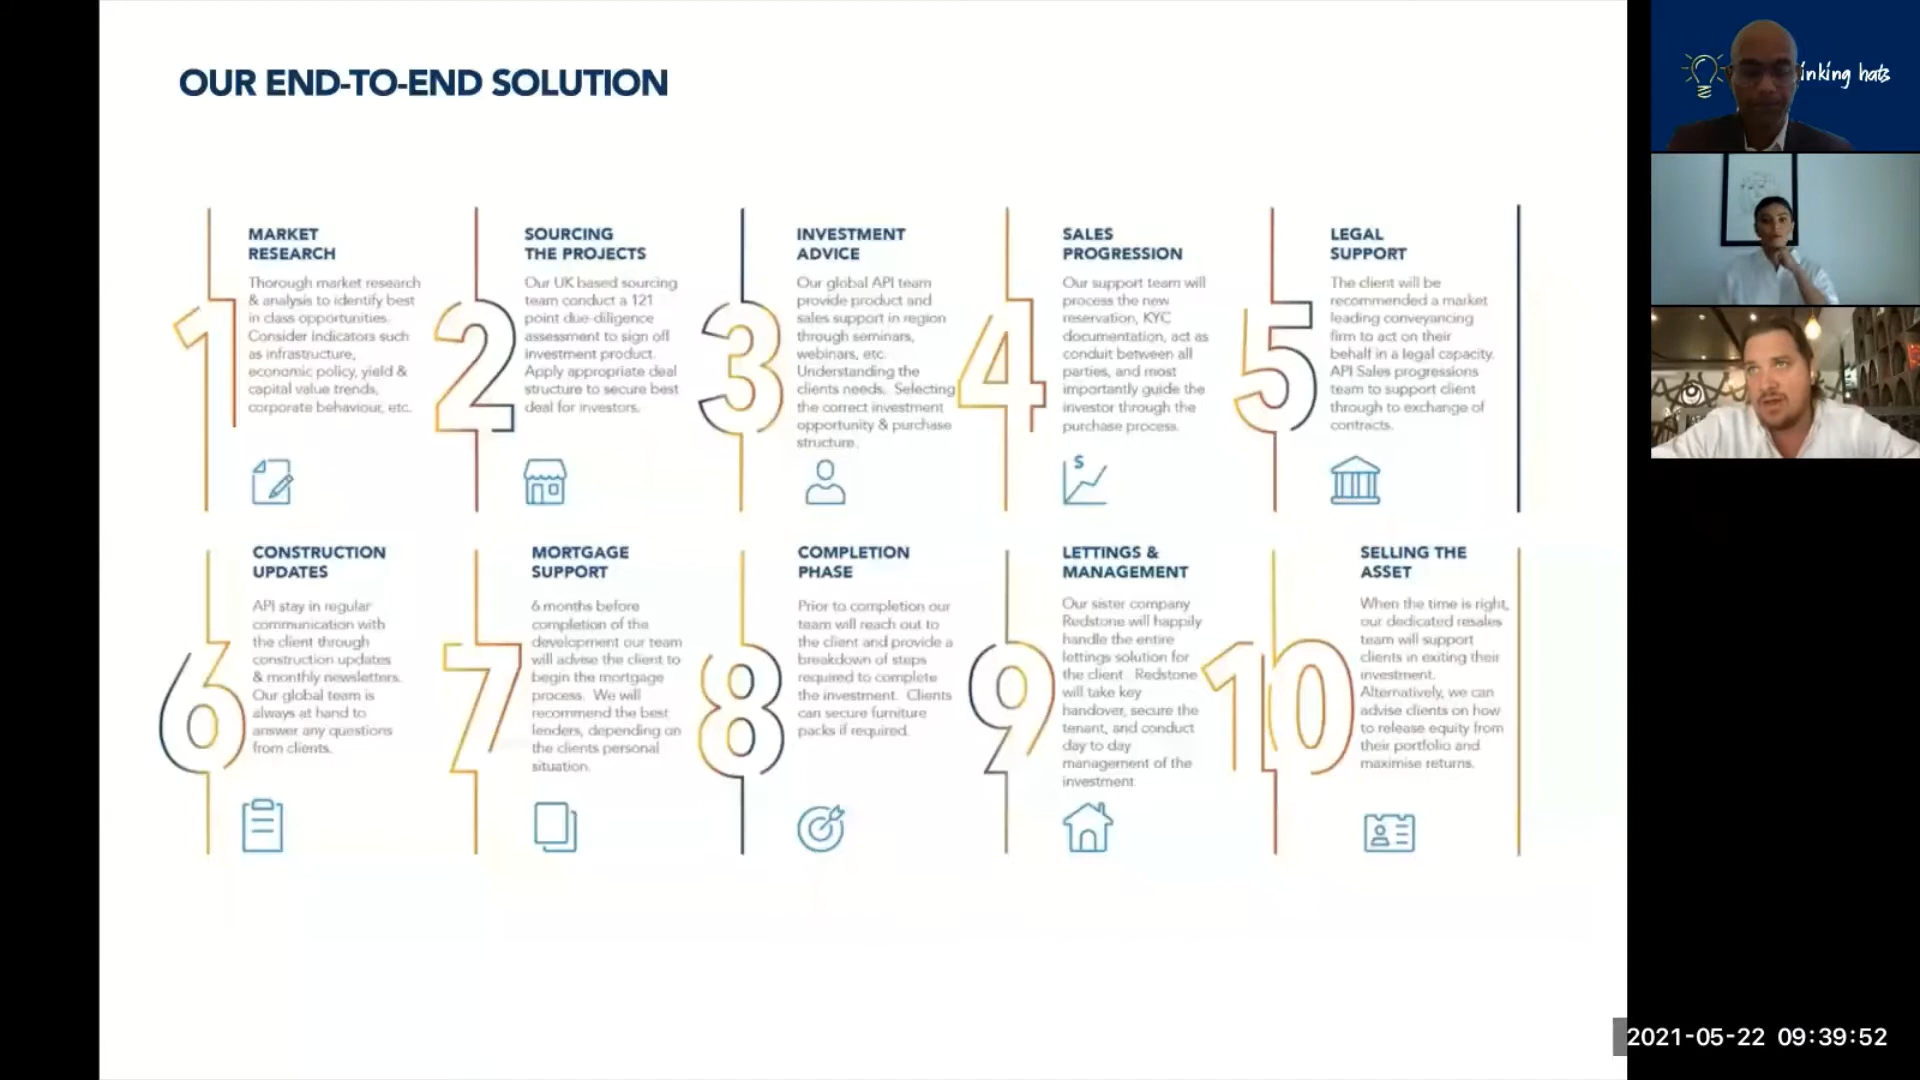 OUR END-TO-END SOLUTION
1
MARKET
RESEARCH
Thorough market research
& analysis to identify best
in class opportunities.
Consider indicators such
as infrastructure,
economic policy, yield &
capital value trends,
corporate behaviour, etc.
2
SOURCING
THE PROJECTS
Our UK based sourcing
team conduct a 121
point due-diligence
assessment to sign off
investment product.
Apply appropriate deal
structure to secure best
deal for investors.
3
INVESTMENT
ADVICE
Our global API team
provide product and
sales support in region
through seminars,
webinars, etc.
Understanding the
clients needs. Selecting
the correct investment
opportunity & purchase
structure.
4
SALES
PROGRESSION
Our support team will
process the new
reservation, KYC
documentation, act as
conduit between all
parties, and most
importantly guide the
investor through the
purchase process.
5
LEGAL
SUPPORT
The client will be
recommended a market
leading conveyancing
firm to act on their
behalf in a legal capacity.
API Sales progressions
team to support client
through to exchange of
contracts.
$
6
CONSTRUCTION
UPDATES
API stay in regular
communication with
the client through
construction updates
& monthly newsletters.
Our global team is
always at hand to
answer any questions
from clients.
7
MORTGAGE
SUPPORT
6 months before
completion of the
development our team
will advise the client to
begin the mortgage
process. We will
recommend the best
lenders, depending on
the clients personal
situation.
8
COMPLETION
PHASE
Prior to completion our
team will reach out to
the client and provide a
breakdown of steps
required to complete
the investment. Clients
can secure furniture
packs if required.
9
LETTINGS &
MANAGEMENT
Our sister company
Redstone will happily
handle the entire
lettings solution for
the client. Redstone
will take key
handover, secure the
tenant, and conduct
day to day
management of the
investment.
10
SELLING THE
ASSET
When the time is right,
our dedicated resales
team will support
clients in exiting their
investment.
Alternatively, we can
advise clients on how
to release equity from
their portfolio and
maximise returns.
inking hats
2021-05-22 09:39:52